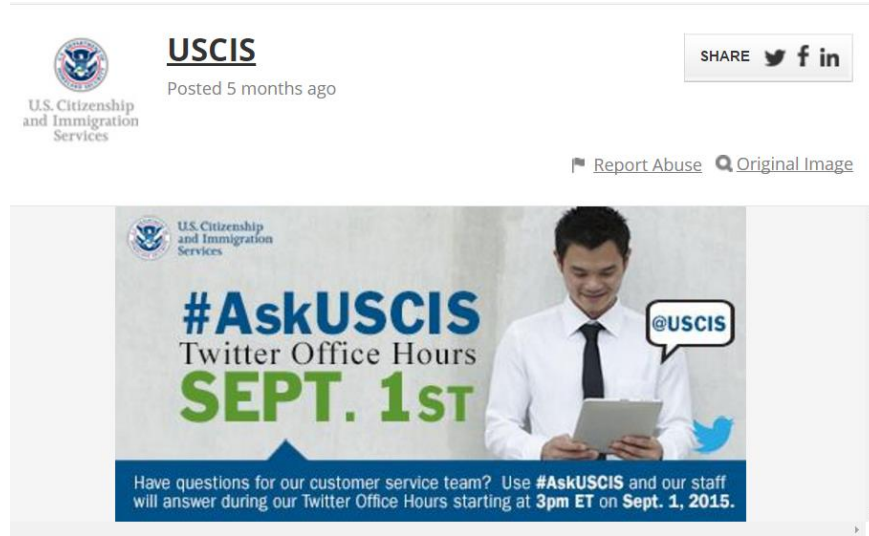 USCIS
Posted 5 months ago
SHARE
U.S. Citizenship
and Immigration
Services
Report Abuse
Original Image
U.S. Citizenship
and Immigration
Services
#AskUSCIS
Twitter Office Hours
SEPT. 1ST
@USCIS
Have questions for our customer service team? Use #AskUSCIS and our staff
will answer during our Twitter Office Hours starting at 3pm ET on Sept. 1, 2015.